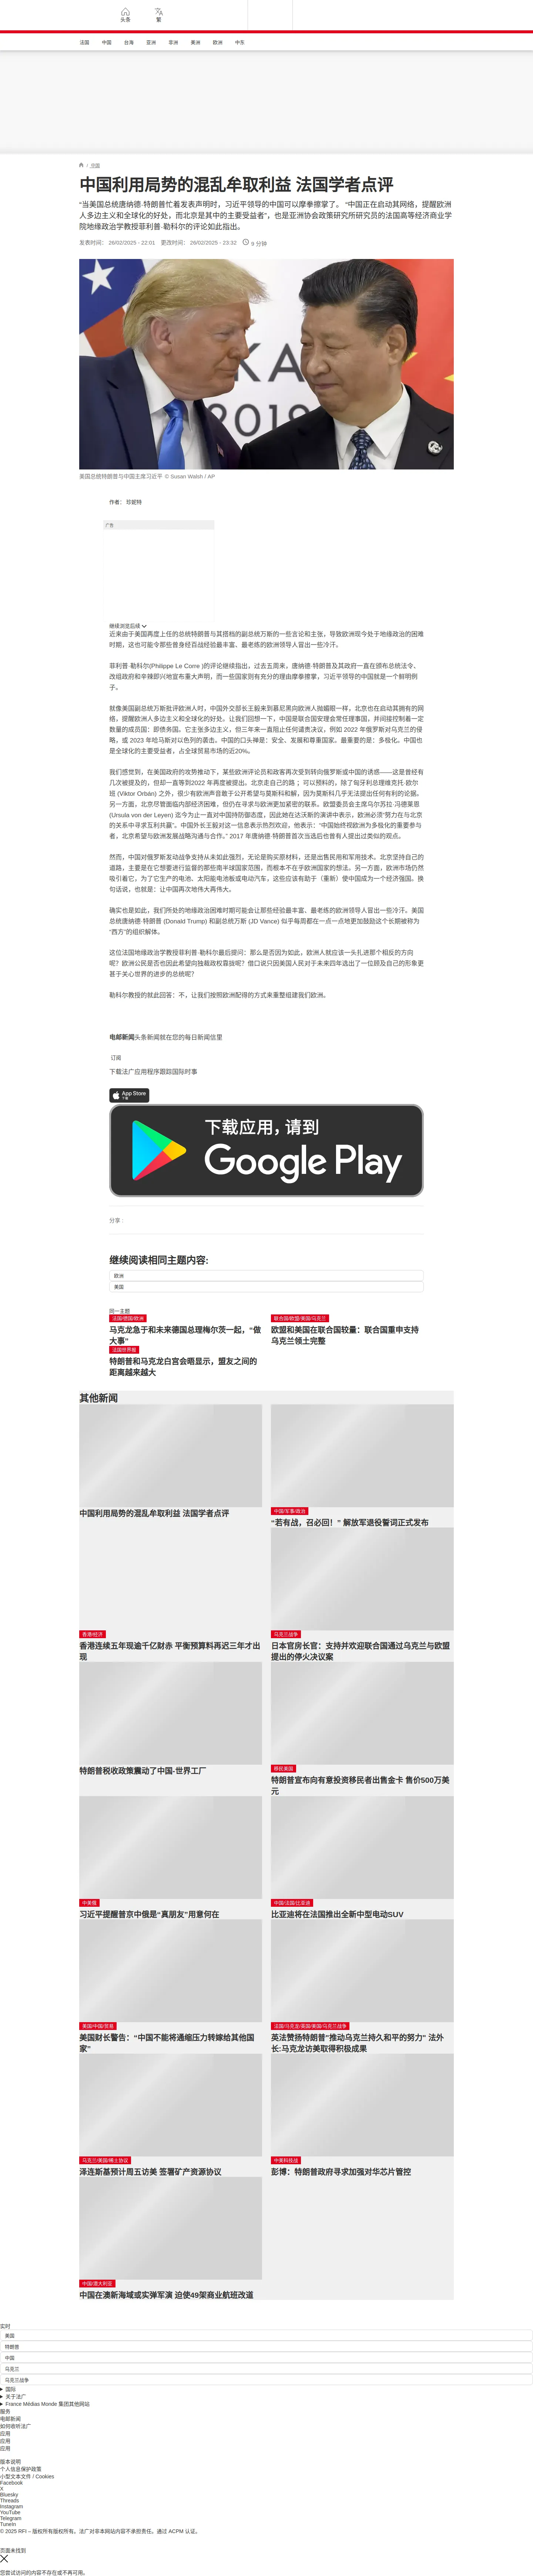 头条
繁
法国
中国
台海
亚洲
非洲
美洲
欧洲
中东
/ 法国
中国利用局势的混乱牟取利益 法国学者点评
“当美国总统唐纳德·特朗普忙着发表声明时，习近平领导的中国可以摩拳擦掌了。 “中国正在启动其网络，提醒欧洲
人多边主义和全球化的好处，而北京是其中的主要受益者”，也是亚洲协会政策研究所研究员的法国高等经济商业学
院地缘政治学教授菲利普·勒科尔的评论如此指出。
发表时间： 26/02/2025 - 22:01 更改时间： 26/02/2025 - 23:32 5 分钟
美国总统特朗普与中国主席习近平 © Susan Walsh / AP
作者： 珍妮特
广告
继续浏览后续
近来由于美国再度上任的总统特朗普与其搭档的副总统万斯的一些言论和主张，导致欧洲现今处于地缘政治的困难
时期，这也可能令那些曾身经百战经验最丰富、最老练的欧洲领导人冒出一些冷汗。
菲利普·勒科尔(Philippe Le Corre )的评论继续指出，过去五周来，唐纳德·特朗普及其政府一直在颁布总统法令、
改组政府和辛辣即兴地宣布重大声明，而一些国家则有充分的理由摩拳擦掌，习近平领导的中国就是一个鲜明例
子。
就像美国副总统万斯批评欧洲人时，中国外交部长王毅来到慕尼黑向欧洲人抛媚眼一样，北京也在启动其拥有的网
络，提醒欧洲人多边主义和全球化的好处。让我们回想一下，中国是联合国安理会常任理事国，并间接控制着一定
数量的成员国：即债务国。它主张多边主义，但三年来一直阻止任何谴责决议，例如 2022 年俄罗斯对乌克兰的侵
略，或 2023 年哈马斯对以色列的袭击。中国的口头禅是：安全、发展和尊重国家。最重要的是：多极化。中国也
是全球化的主要受益者，占全球贸易市场的近20%。
我们感觉到，在美国政府的攻势推动下，某些欧洲评论员和政客再次受到转向俄罗斯或中国的诱惑——这是曾经有
几次被提及的，但却一直等到2022 年再度被提出。北京走自己的路 ；可以预料的，除了匈牙利总理维克托·欧尔
班 (Viktor Orbán) 之外，很少有欧洲声音敢于公开希望与莫斯科和解，因为莫斯科几乎无法提出任何有利的论据。
另一方面，北京尽管面临内部经济困难，但仍在寻求与欧洲更加紧密的联系。欧盟委员会主席乌尔苏拉·冯德莱恩
(Ursula von der Leyen) 迄今为止一直对中国持防御态度，因此她在达沃斯的演讲中表示，欧洲必须“努力在与北京
的关系中寻求互利共赢”。中国外长王毅对这一信息表示热烈欢迎，他表示：“中国始终视欧洲为多极化的重要参与
者，北京希望与欧洲发展战略沟通与合作。” 2017 年唐纳德·特朗普首次当选后也曾有人提出过类似的观点。
然而，中国对俄罗斯发动战争支持从未如此强烈，无论是购买原材料，还是出售民用和军用技术。北京坚持自己的
道路，主要是在它想要进行监督的那些南半球国家范围，而根本不在乎欧洲国家的想法。另一方面，欧洲市场仍然
吸引着它，为了它生产的电池、太阳能电池板或电动汽车，这些应该有助于（重新）使中国成为一个经济强国。换
句话说，也就是：让中国再次地伟大再伟大。
确实也是如此，我们所处的地缘政治困难时期可能会让那些经验最丰富、最老练的欧洲领导人冒出一些冷汗。美国
总统唐纳德·特朗普 (Donald Trump) 和副总统万斯 (JD Vance) 似乎每周都在一点一点地更加鼓励这个长期被称为
“西方”的组织解体。
这位法国地缘政治学教授菲利普·勒科尔最后提问：那么是否因为如此，欧洲人就应该一头扎进那个相反的方向
呢？欧洲公民是否也因此希望向独裁政权靠拢呢？借口说只因美国人民对于未来四年选出了一位顾及自己的形象更
甚于关心世界的进步的总统呢？
勒科尔教授的就此回答：不，让我们按照欧洲配得的方式来重整组建我们欧洲。
电邮新闻头条新闻就在您的每日新闻信里
订阅
下载法广应用程序跟踪国际时事
App Store
下载
下载应用，请到
Google Play
分享 :
继续阅读相同主题内容:
欧洲
美国
同一主题
法国/德国/欧洲
马克龙急于和未来德国总理梅尔茨一起，“做
大事”
联合国/欧盟/美国/乌克兰
欧盟和美国在联合国较量：联合国重申支持
乌克兰领土完整
法国世界报
特朗普和马克龙白宫会晤显示，盟友之间的
距离越来越大
其他新闻
中国利用局势的混乱牟取利益 法国学者点评
中国/军事/政治
“若有战，召必回！” 解放军退役誓词正式发布
香港/经济
香港连续五年现逾千亿财赤 平衡预算料再迟三年才出
现
乌克兰战争
日本官房长官：支持并欢迎联合国通过乌克兰与欧盟
提出的停火决议案
特朗普税收政策震动了中国-世界工厂
移民美国
特朗普宣布向有意投资移民者出售金卡 售价500万美
元
中美俄
习近平提醒普京中俄是“真朋友”用意何在
中国/法国/比亚迪
比亚迪将在法国推出全新中型电动SUV
美国/中国/贸易
美国财长警告：“中国不能将通缩压力转嫁给其他国
家”
法国/马克龙/英国/美国/乌克兰战争
英法赞扬特朗普“推动乌克兰持久和平的努力” 法外
长:马克龙访美取得积极成果
乌克兰/美国/稀土协议
泽连斯基预计周五访美 签署矿产资源协议
中美科技战
彭博：特朗普政府寻求加强对华芯片管控
中国/澳大利亚
中国在澳新海域或实弹军演 迫使49架商业航班改道
实时
美国
特朗普
中国
乌克兰
乌克兰战争
国际
关于法广
France Médias Monde 集团其他网站
服务
电邮新闻
如何收听法广
应用
应用
应用
版本说明
个人信息保护政策
小型文本文件 / Cookies
Facebook
X
Bluesky
Threads
Instagram
YouTube
Telegram
TuneIn
© 2025 RFI – 版权所有版权所有。法广对非本网站内容不承担责任。通过 ACPM 认证。
页面未找到
您尝试访问的内容不存在或不再可用。